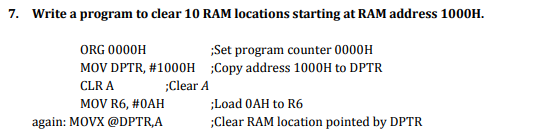 7. Write a program to clear 10 RAM locations starting at RAM address 1000H.
ORG 0000H ;Set program counter 0000H
MOV DPTR, #1000H ;Copy address 1000H to DPTR
CLR A ;Clear A
MOV R6, #0AH ;Load 0AH to R6
again: MOVX @DPTR,A ;Clear RAM location pointed by DPTR